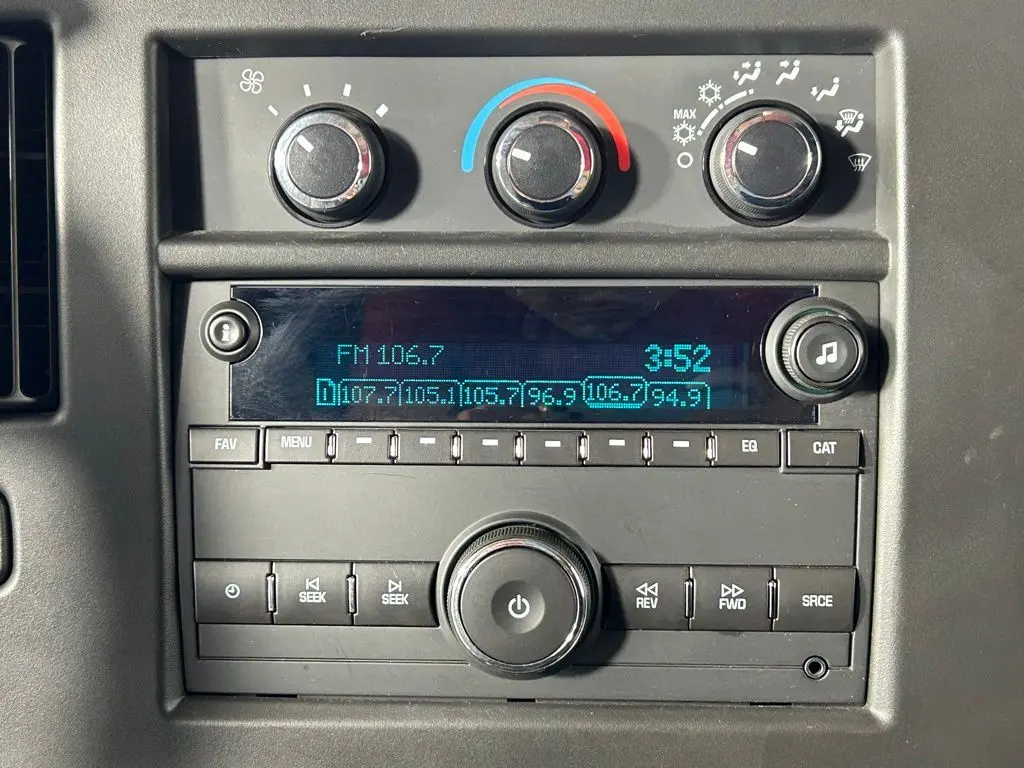 MAX
FM 106.7 3:52
D 107.7 105.1 105.7 96.9 106.7 94.9
FAV MENU EQ CAT
SEEK SEEK REV FWD SRCE